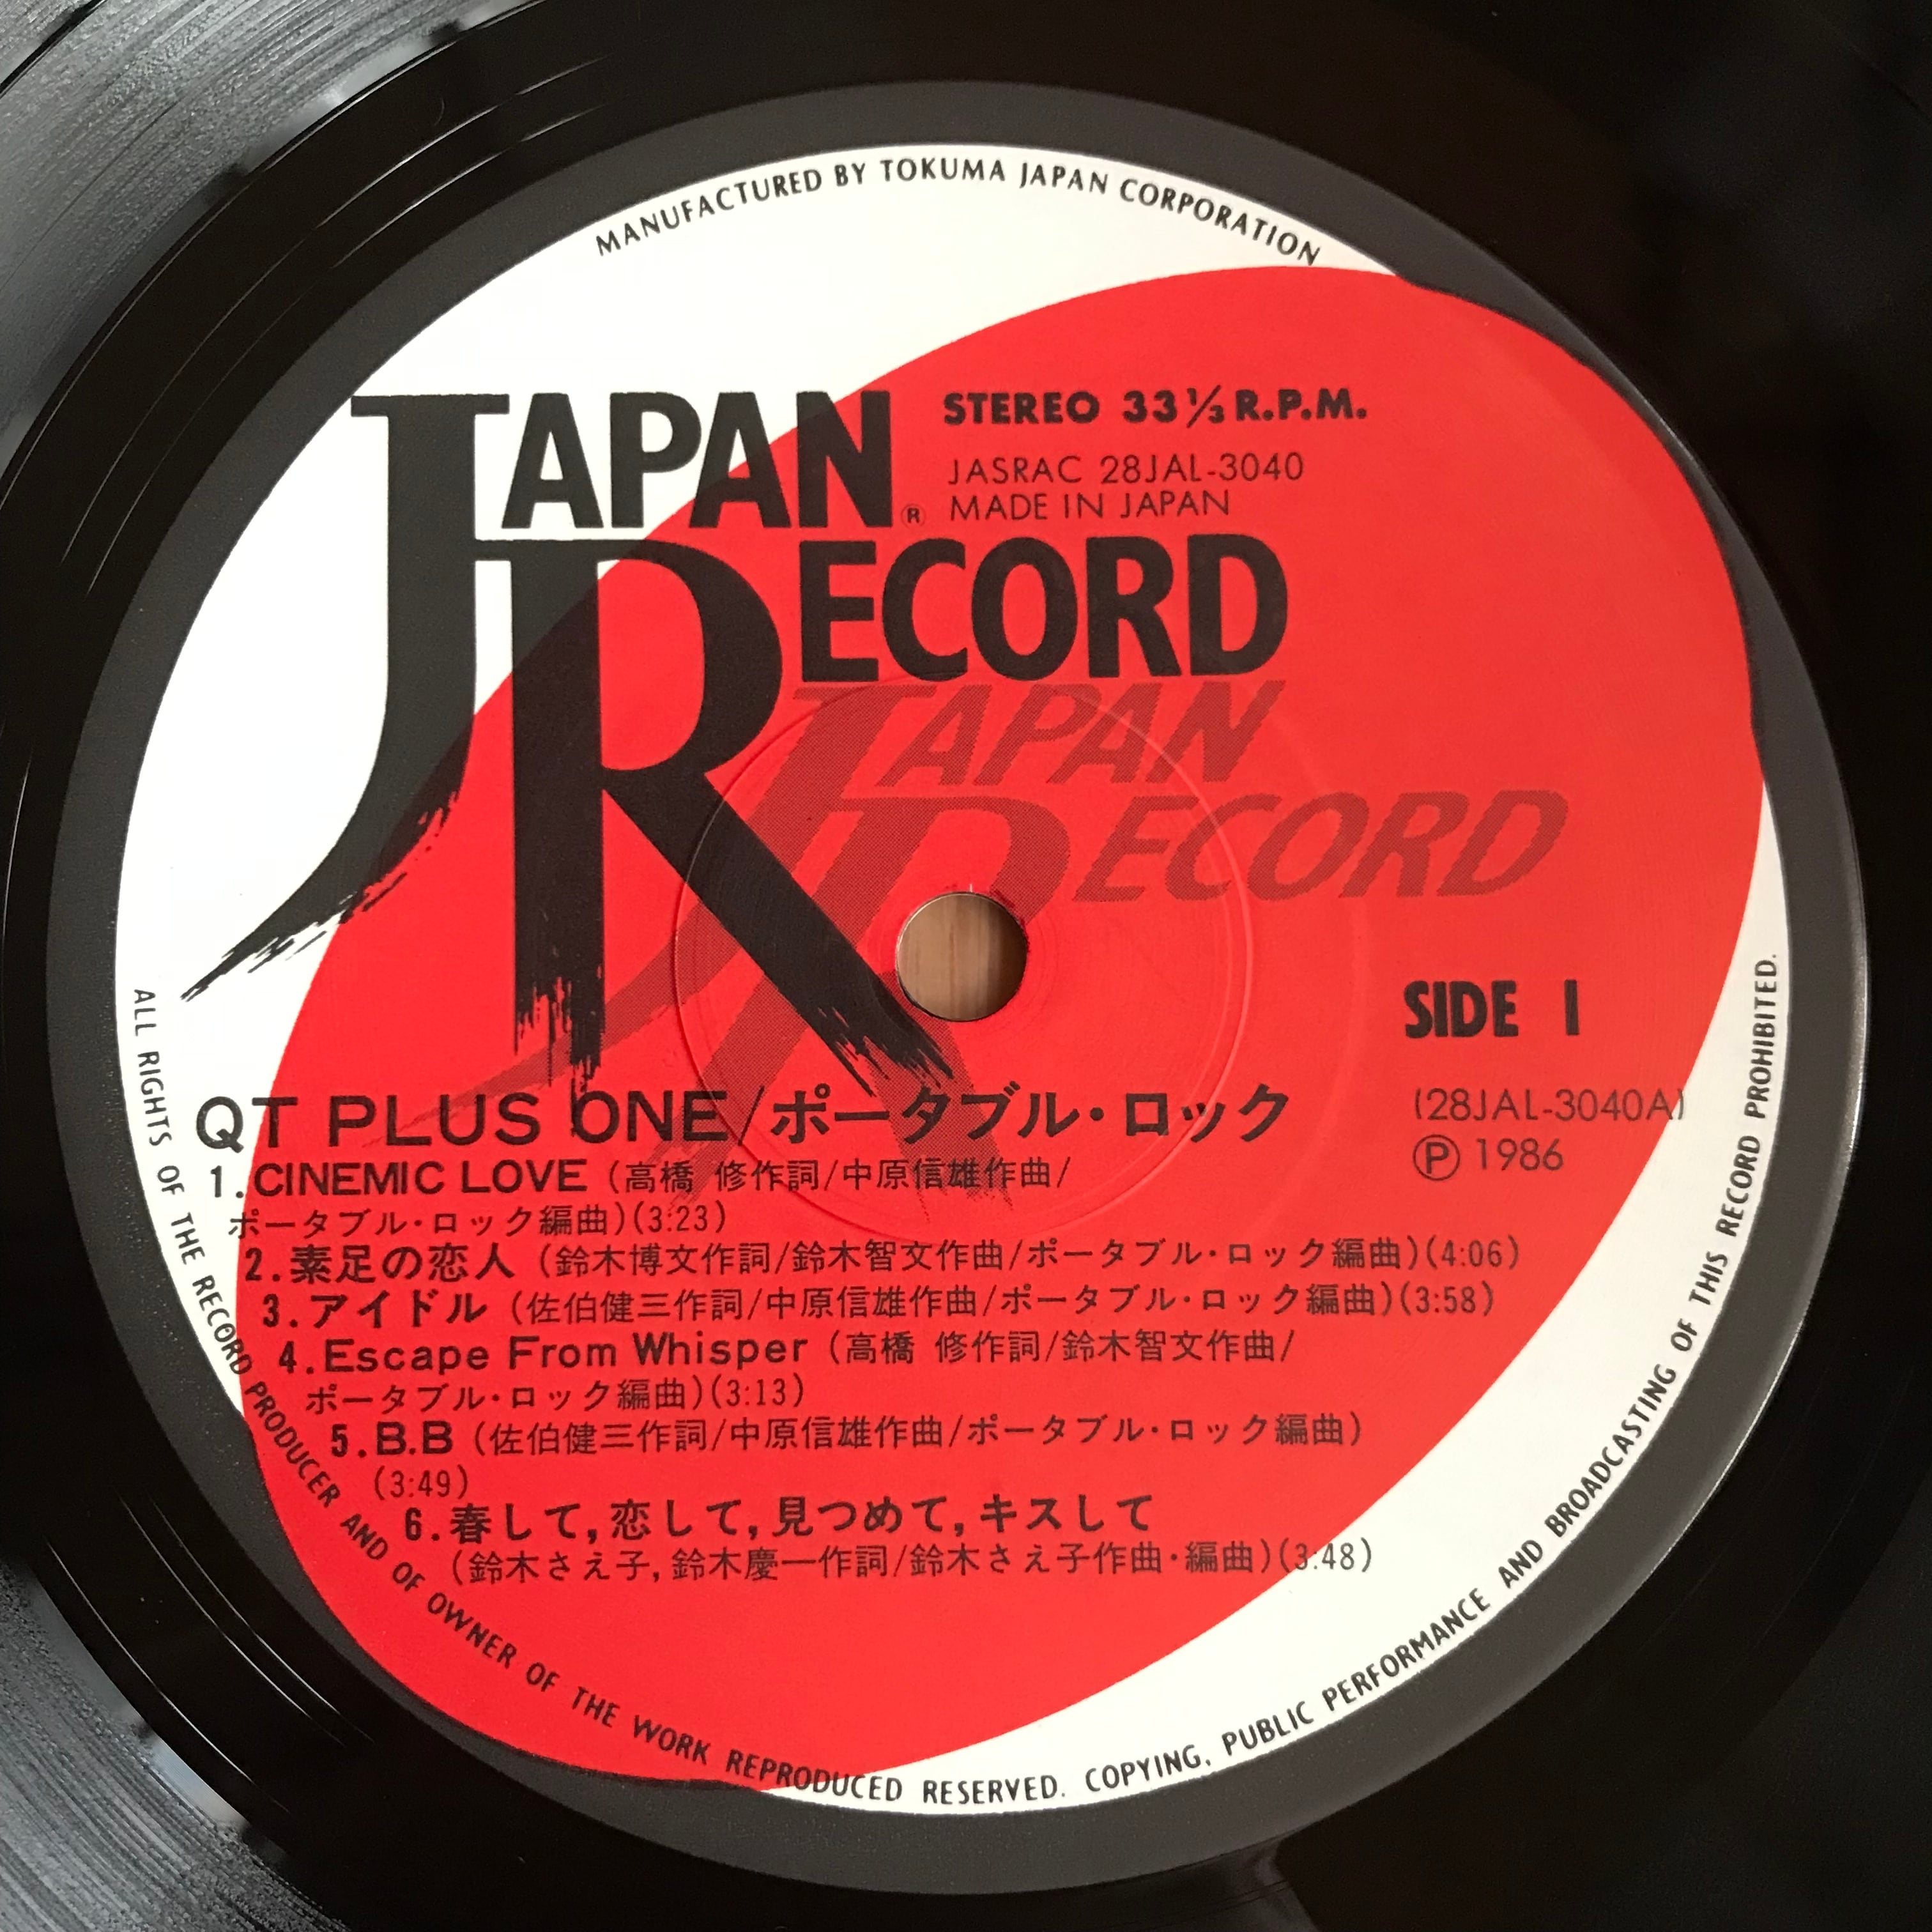 MANUFACTURED BY TOKUMA JAPAN CORPORATION
JAPAN
RECORD
®
STEREO 33⅓ R.P.M.
JASRAC 28JAL-3040
MADE IN JAPAN
JAPAN
RECORD
SIDE 1
(28JAL-3040A)
Ⓟ 1986
QT PLUS ONE/ポータブル・ロック
1.CINEMIC LOVE (高橋 修作詞/中原信雄作曲/
ポータブル・ロック編曲)(3:23)
2.素足の恋人 (鈴木博文作詞/鈴木智文作曲/ポータブル・ロック編曲)(4:06)
3.アイドル (佐伯健三作詞/中原信雄作曲/ポータブル・ロック編曲)(3:58)
4.Escape From Whisper (高橋 修作詞/鈴木智文作曲/
ポータブル・ロック編曲)(3:13)
5.B.B (佐伯健三作詞/中原信雄作曲/ポータブル・ロック編曲)
(3:49)
6.春して,恋して,見つめて,キスして
(鈴木さえ子,鈴木慶一作詞/鈴木さえ子作曲・編曲)(3:48)
ALL RIGHTS OF THE RECORD PRODUCER AND OF OWNER OF THE WORK REPRODUCED RESERVED. COPYING, PUBLIC PERFORMANCE AND BROADCASTING OF THIS RECORD PROHIBITED.